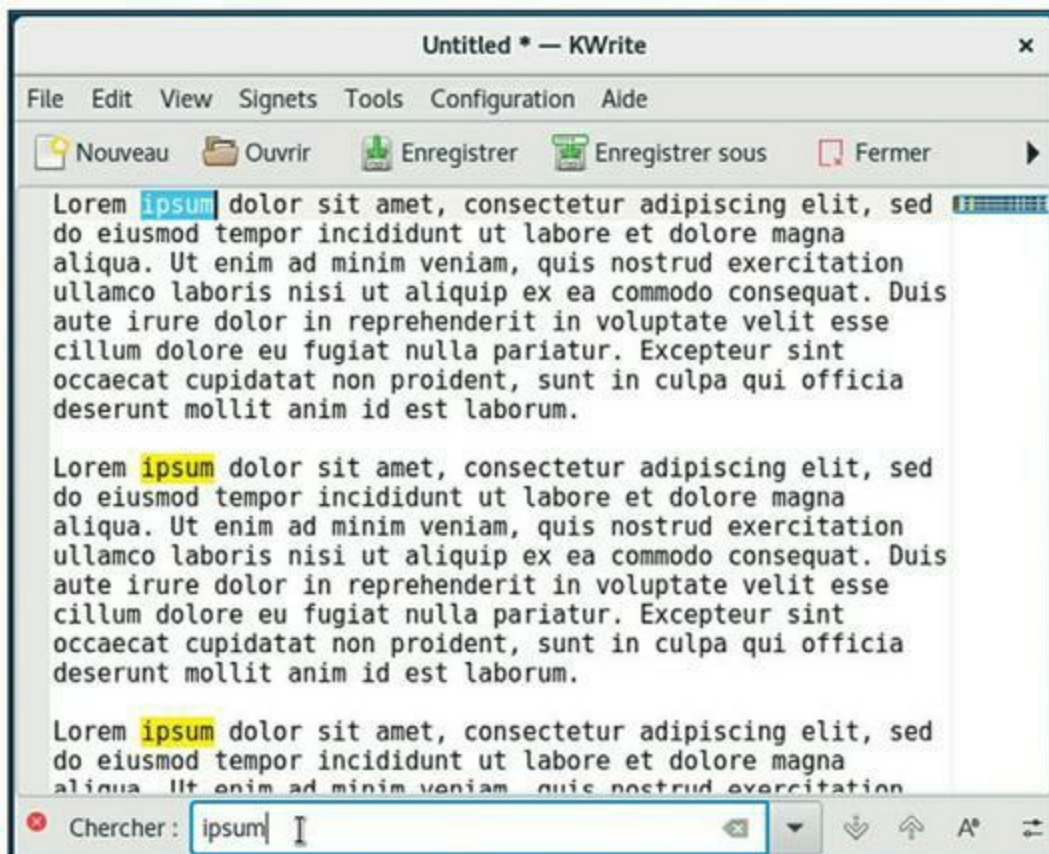 Untitled * — KWrite
File Edit View Signets Tools Configuration Aide
Nouveau Ouvrir Enregistrer Enregistrer sous Fermer
Lorem ipsum dolor sit amet, consectetur adipiscing elit, sed
do eiusmod tempor incididunt ut labore et dolore magna
aliqua. Ut enim ad minim veniam, quis nostrud exercitation
ullamco laboris nisi ut aliquip ex ea commodo consequat. Duis
aute irure dolor in reprehenderit in voluptate velit esse
cillum dolore eu fugiat nulla pariatur. Excepteur sint
occaecat cupidatat non proident, sunt in culpa qui officia
deserunt mollit anim id est laborum.
Lorem ipsum dolor sit amet, consectetur adipiscing elit, sed
do eiusmod tempor incididunt ut labore et dolore magna
aliqua. Ut enim ad minim veniam, quis nostrud exercitation
ullamco laboris nisi ut aliquip ex ea commodo consequat. Duis
aute irure dolor in reprehenderit in voluptate velit esse
cillum dolore eu fugiat nulla pariatur. Excepteur sint
occaecat cupidatat non proident, sunt in culpa qui officia
deserunt mollit anim id est laborum.
Lorem ipsum dolor sit amet, consectetur adipiscing elit, sed
do eiusmod tempor incididunt ut labore et dolore magna
aliqua. Ut enim ad minim veniam, quis nostrud exercitation
Chercher : ipsum